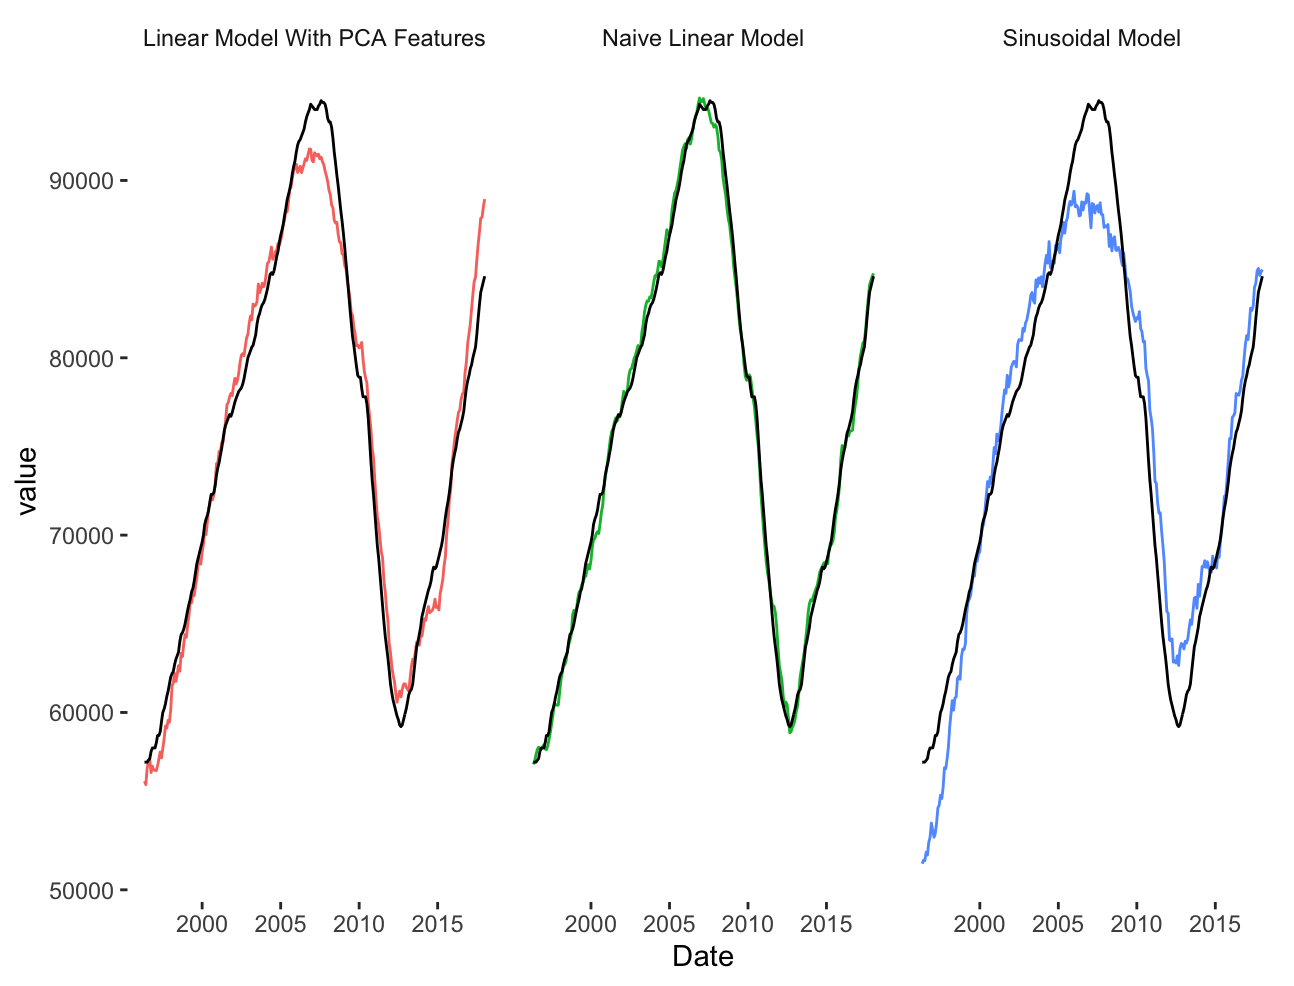 Linear Model With PCA Features
Naive Linear Model
Sinusoidal Model
value
90000
80000
70000
60000
50000
2000 2005 2010 2015
2000 2005 2010 2015
2000 2005 2010 2015
Date